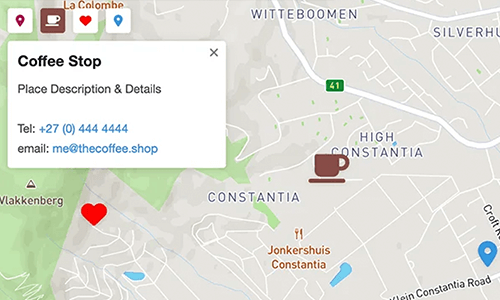 La Colombe
WITTEBOOMEN
SILVERHU
Coffee Stop
×
Place Description & Details
Tel: +27 (0) 444 4444
email: me@thecoffee.shop
41
HIGH
CONSTANTIA
Vlakkenberg
CONSTANTIA
Jonkershuis
Constantia
Croft Roa
Klein Constantia Road